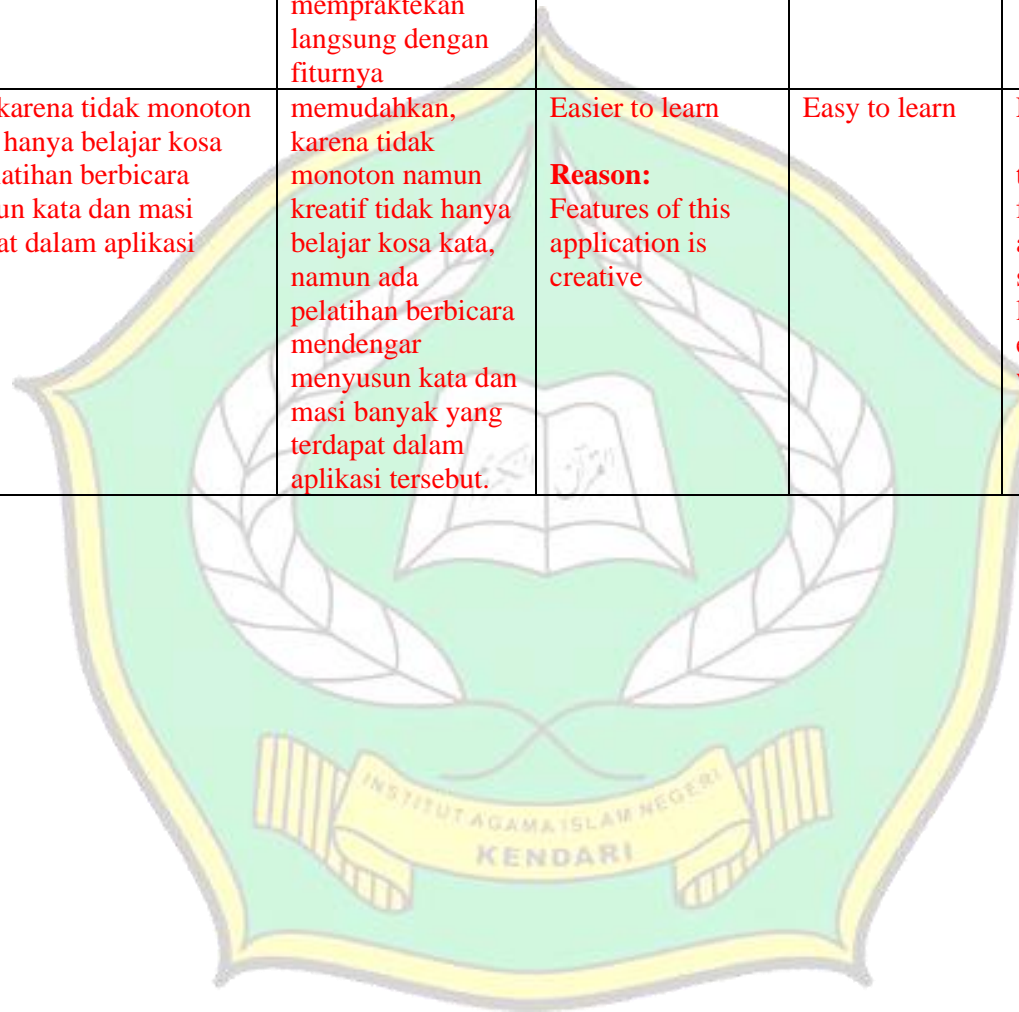 mempraktekan
langsung dengan
fiturnya
karena tidak monoton
hanya belajar kosa
berbicara
kata dan masi
dalam aplikasi
memudahkan,
karena tidak
monoton namun
kreatif tidak hanya
belajar kosa kata,
namun ada
pelatihan berbicara
mendengar
menyusun kata dan
masi banyak yang
terdapat dalam
aplikasi tersebut.
Easier to learn
Reason:
Features of this
application is
creative
Easy to learn
INSTITUT AGAMA ISLAM NEGERI
KENDARI